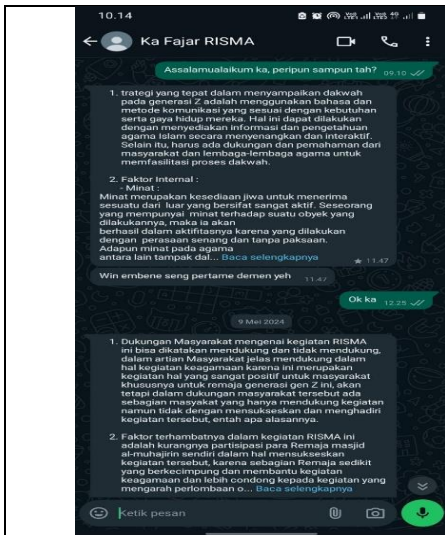 10.14
Ka Fajar RISMA
Assalamualaikum ka, peripun sampun tah? 09.10
1. trategi yang tepat dalam menyampaikan dakwah
pada generasi Z adalah menggunakan bahasa dan
metode komunikasi yang sesuai dengan kebutuhan
serta gaya hidup mereka. Hal ini dapat dilakukan
dengan menyediakan informasi dan pengetahuan
agama Islam secara menyenangkan dan interaktif.
Selain itu, harus ada dukungan dan pemahaman dari
masyarakat dan lembaga-lembaga agama untuk
memfasilitasi proses dakwah.
2. Faktor Internal :
- Minat :
Minat merupakan kesediaan jiwa untuk menerima
sesuatu dari luar yang bersifat sangat aktif. Seseorang
yang mempunyai minat terhadap suatu obyek yang
dilakukannya, maka ia akan
berhasil dalam aktifitasnya karena yang dilakukan
dengan perasaan senang dan tanpa paksaan.
Adapun minat pada agama
antara lain tampak dal... Baca selengkapnya 11.47
Win embene seng pertame demen yeh 11.47
Ok ka 12.25
9 Mei 2024
1. Dukungan Masyarakat mengenai kegiatan RISMA
ini bisa dikatakan mendukung dan tidak mendukung,
dalam artian Masyarakat jelas mendukung dalam
hal kegiatan keagamaan karena ini merupakan
kegiatan hal yang sangat positif untuk masyarakat
khususnya untuk remaja generasi gen Z ini, akan
tetapi dalam dukungan masyarakat tersebut ada
sebagian masyakat yang hanya mendukung kegiatan
namun tidak dengan mensukseskan dan menghadiri
kegiatan tersebut, entah apa alasannya.
2. Faktor terhambatnya dalam kegiatan RISMA ini
adalah kurangnya partisipasi para Remaja masjid
al-muhajirin sendiri dalam hal mensukseskan
kegiatan tersebut, karena sebagian Remaja sedikit
yang berkecimpung dan membantu kegiatan
keagamaan dan lebih condong kepada kegiatan yang
mengarah perlombaan o... Baca selengkapnya
Ketik pesan